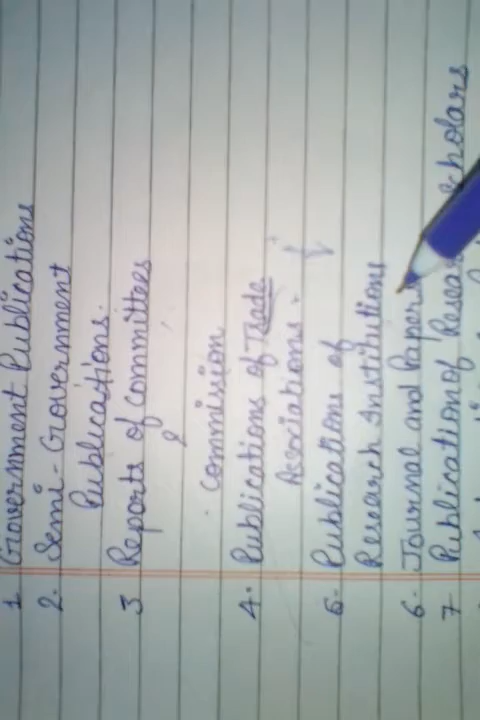 1 Government Publications
2. Semi-Government
Publications.
3 Reports of committees
&
commission
4. Publications of Trade
Associations
5. Publications of
Research Institutions
6. Journal and Paper
7 Publication of Research Scholars